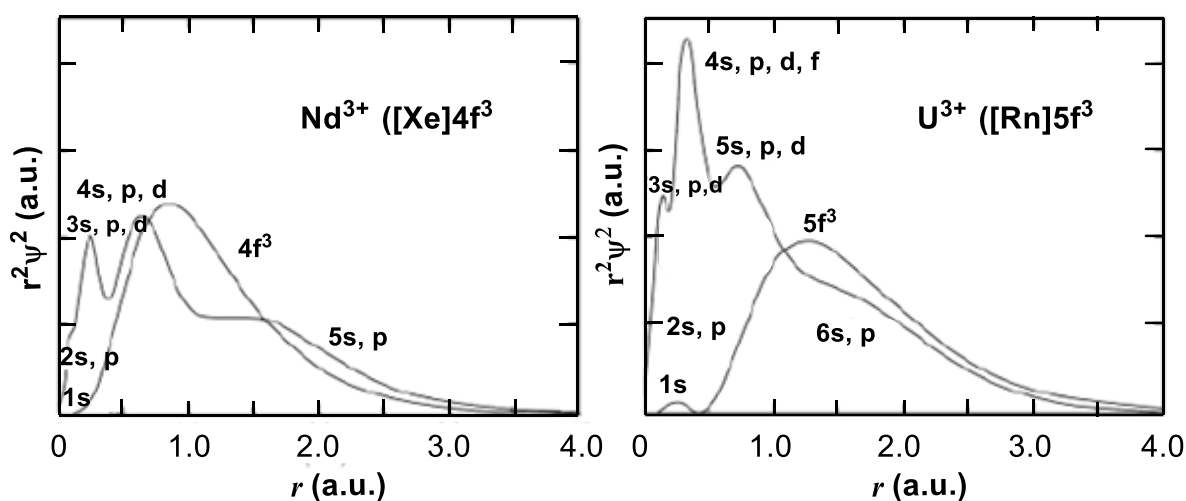 Nd³⁺ ([Xe]4f³
4s, p, d
3s, p, d
4f³
5s, p
2s, p
1s
r²ψ² (a.u.)
0 1.0 2.0 3.0 4.0
r (a.u.)
4s, p, d, f
U³⁺ ([Rn]5f³
5s, p, d
3s, p,d
5f³
2s, p
6s, p
1s
r²ψ² (a.u.)
0 1.0 2.0 3.0 4.0
r (a.u.)